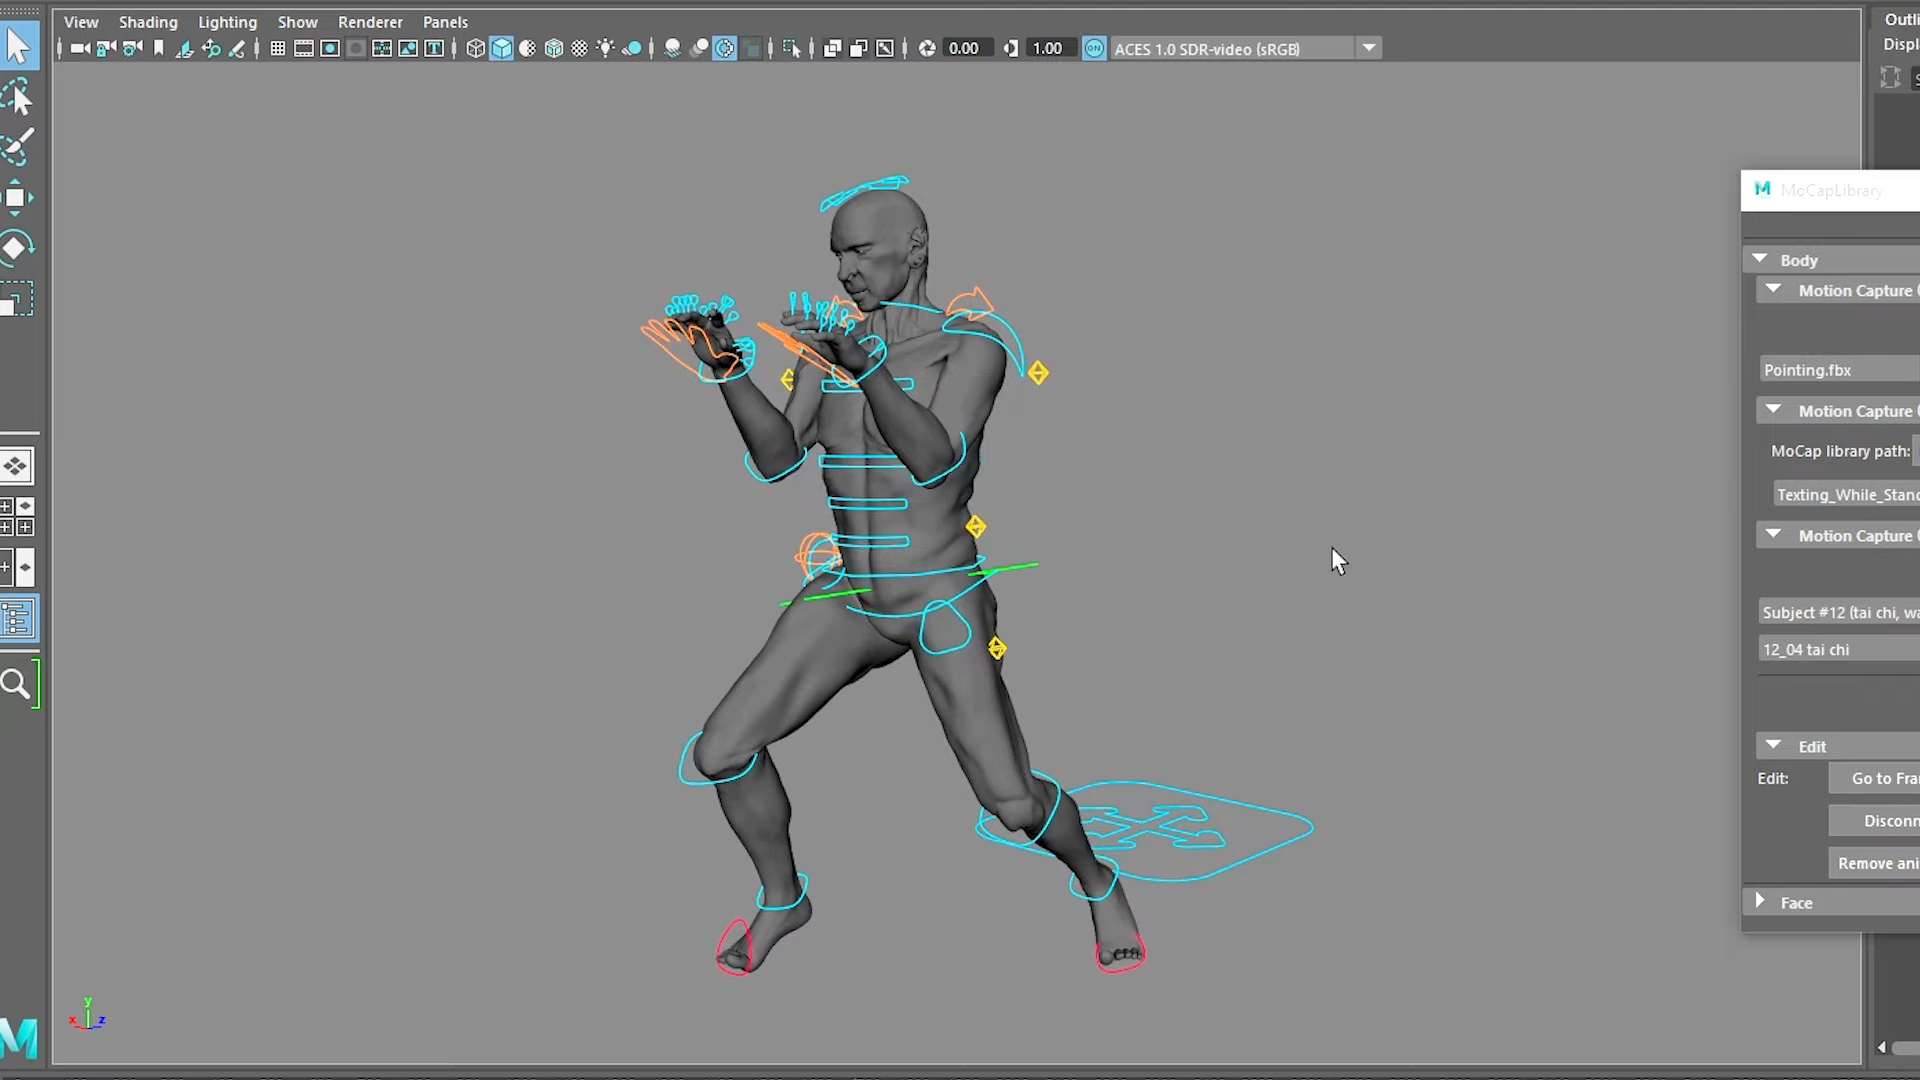 View Shading Lighting Show Renderer Panels
0.00 1.00 ON ACES 1.0 SDR-video (sRGB)
Outli
Displ
S
M MoCapLibrary
Body
Motion Capture (
Pointing.fbx
Motion Capture (
MoCap library path:
Texting_While_Stand
Motion Capture (
Subject #12 (tai chi, wa
12_04 tai chi
Edit
Edit: Go to Fra
Disconn
Remove ani
Face
y
x z
M